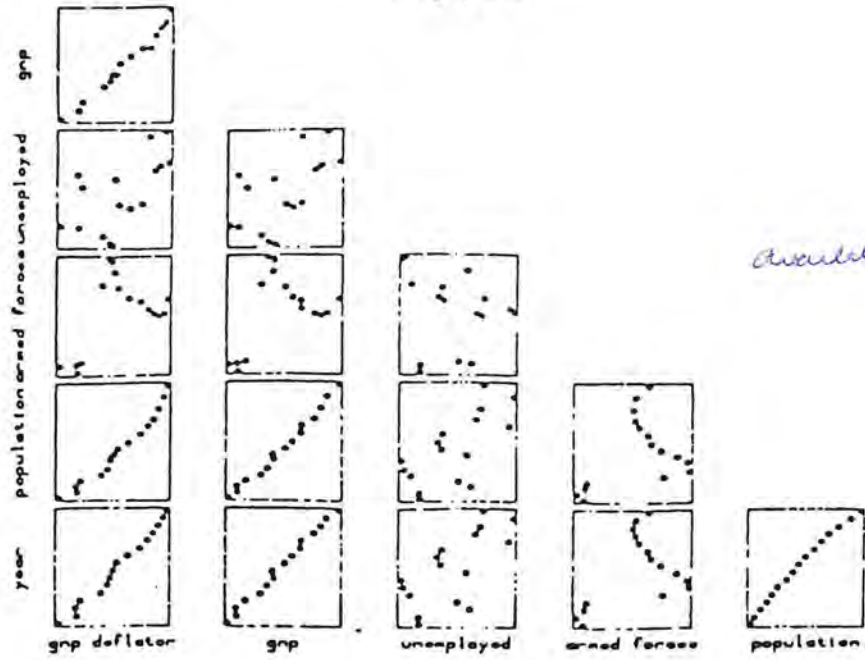 gnp
unemployed
armed forces
population
year
gnp deflator gnp unemployed armed forces population